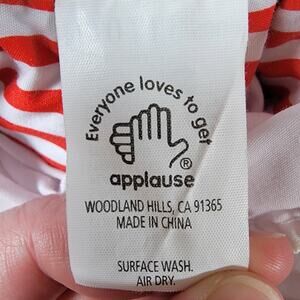 Everyone loves to get
®
applause
WOODLAND HILLS, CA 91365
MADE IN CHINA
SURFACE WASH.
AIR DRY.